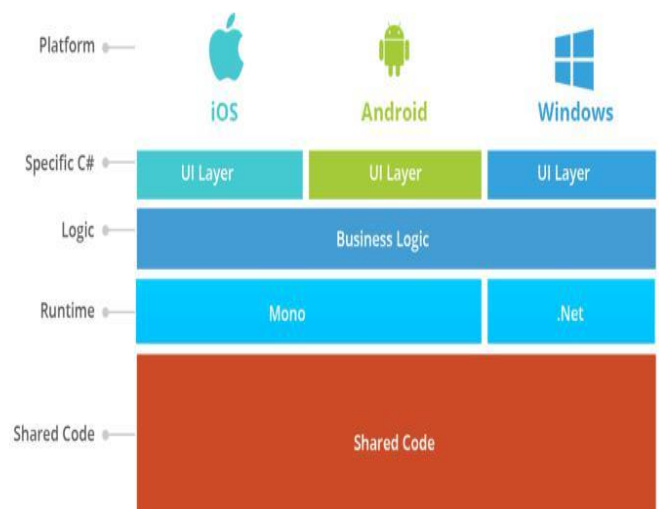 Platform
iOS Android Windows
Specific C# UI Layer UI Layer UI Layer
Logic Business Logic
Runtime Mono .Net
Shared Code Shared Code